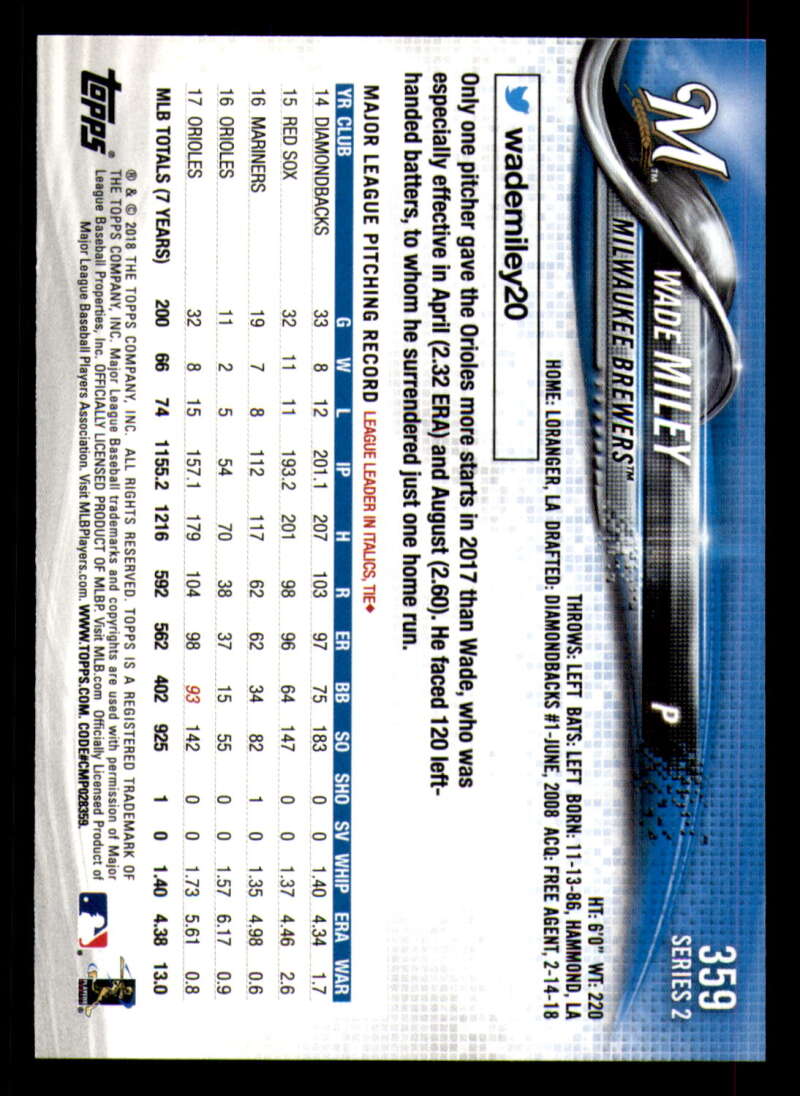 359
SERIES 2
M™
WADE MILEY P
MILWAUKEE BREWERS™
HT: 6'0" WT: 220
THROWS: LEFT BATS: LEFT BORN: 11-13-86, HAMMOND, LA
HOME: LORANGER, LA DRAFTED: DIAMONDBACKS #1-JUNE, 2008 ACQ: FREE AGENT, 2-14-18
wademiley20
Only one pitcher gave the Orioles more starts in 2017 than Wade, who was
especially effective in April (2.32 ERA) and August (2.60). He faced 120 left-
handed batters, to whom he surrendered just one home run.
MAJOR LEAGUE PITCHING RECORD LEAGUE LEADER IN ITALICS, TIE♦
YR CLUB G W L IP H R ER BB SO SHO SV WHIP ERA WAR
14 DIAMONDBACKS 33 8 12 201.1 207 103 97 75 183 0 0 1.40 4.34 1.7
15 RED SOX 32 11 11 193.2 201 98 96 64 147 0 0 1.37 4.46 2.6
16 MARINERS 19 7 8 112 117 62 62 34 82 1 0 1.35 4.98 0.6
16 ORIOLES 11 2 5 54 70 38 37 15 55 0 0 1.57 6.17 0.9
17 ORIOLES 32 8 15 157.1 179 104 98 93 142 0 0 1.73 5.61 0.8
MLB TOTALS (7 YEARS) 200 66 74 1155.2 1216 592 562 402 925 1 0 1.40 4.38 13.0
topps®
® & © 2018 THE TOPPS COMPANY, INC. ALL RIGHTS RESERVED. TOPPS IS A REGISTERED TRADEMARK OF
THE TOPPS COMPANY, INC. Major League Baseball trademarks and copyrights are used with permission of Major
League Baseball Properties, Inc. OFFICIALLY LICENSED PRODUCT OF MLBP. Visit MLB.com Officially Licensed Product of
Major League Baseball Players Association. Visit MLBPlayers.com. WWW.TOPPS.COM. CODE#CMP028359.